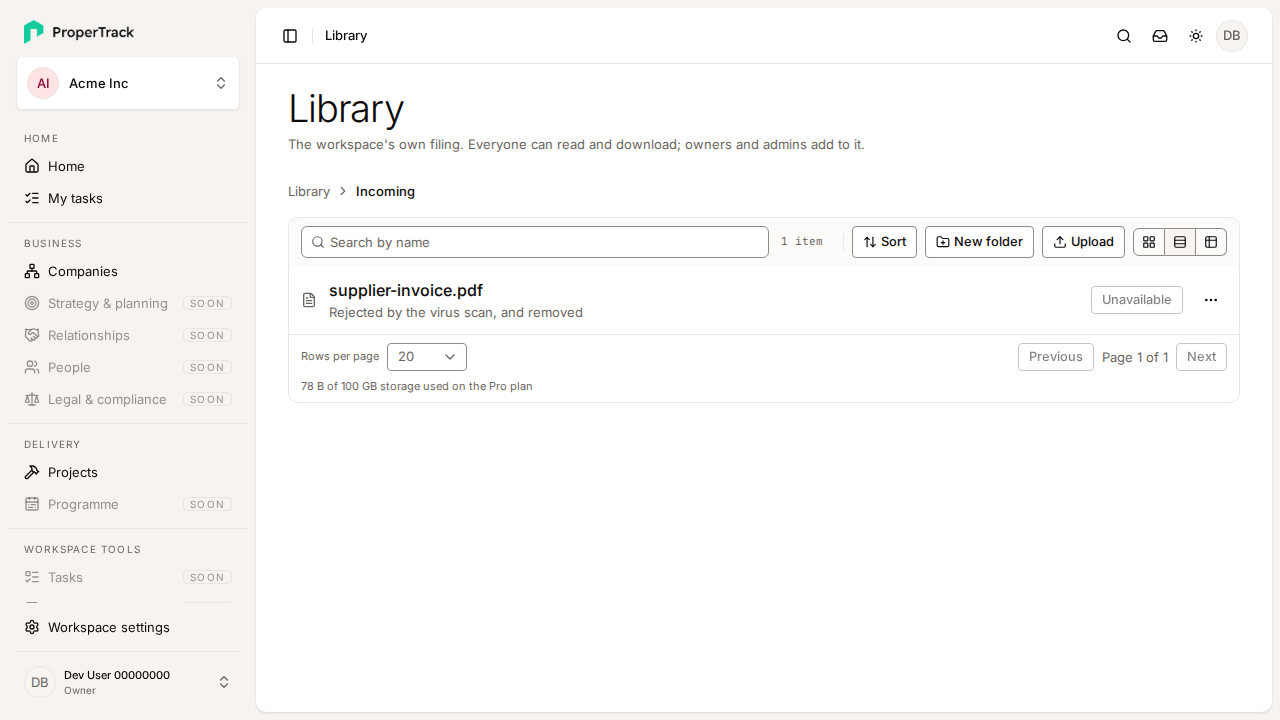 ProperTrack
AI Acme Inc
HOME
Home
My tasks
BUSINESS
Companies
Strategy & planning SOON
Relationships SOON
People SOON
Legal & compliance SOON
DELIVERY
Projects
Programme SOON
WORKSPACE TOOLS
Tasks SOON
Workspace settings
DB Dev User 00000000
Owner
Library
DB
Library
The workspace's own filing. Everyone can read and download; owners and admins add to it.
Library > Incoming
Search by name 1 item Sort New folder Upload
supplier-invoice.pdf
Rejected by the virus scan, and removed
Unavailable
Rows per page 20 Previous Page 1 of 1 Next
78 B of 100 GB storage used on the Pro plan